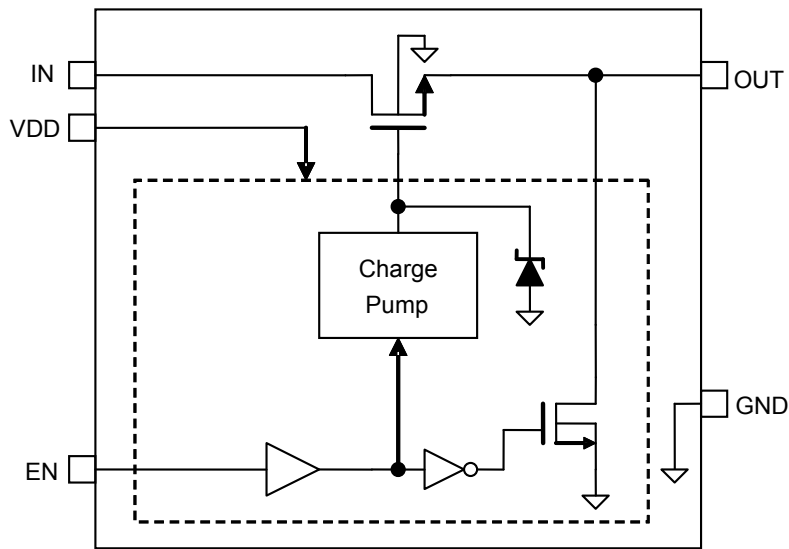 IN
OUT
VDD
Charge
Pump
GND
EN